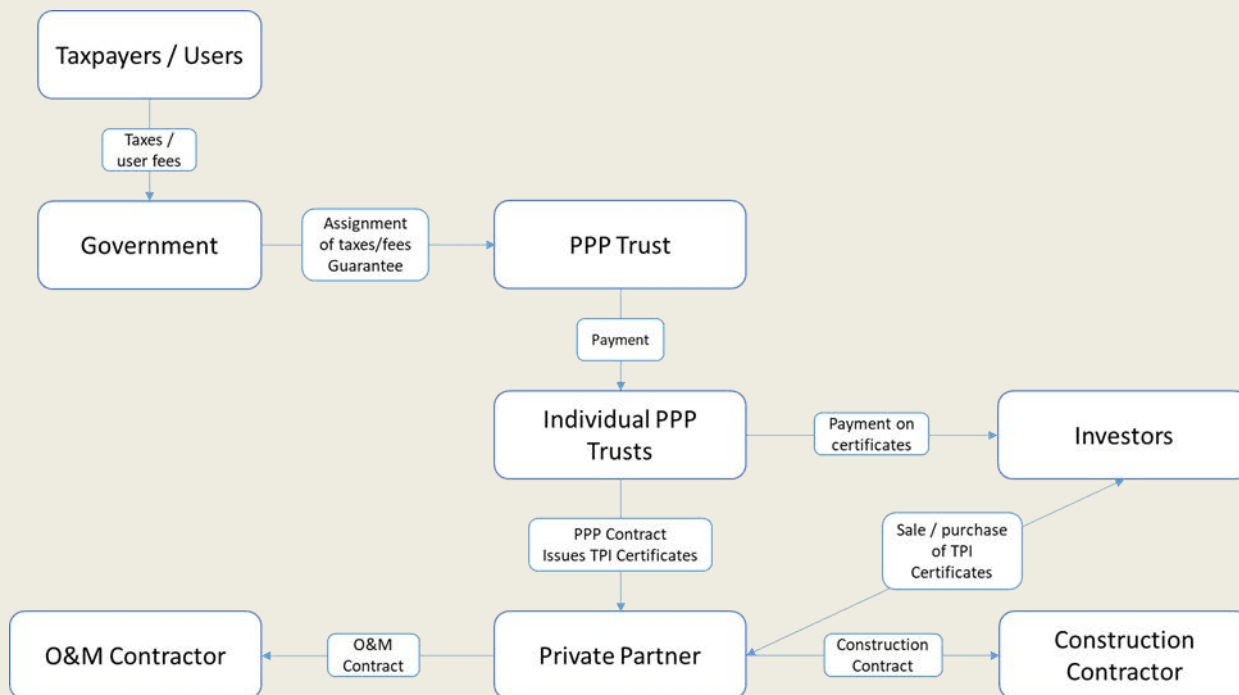 Taxpayers / Users
Taxes /
user fees
Government
Assignment
of taxes/fees
Guarantee
PPP Trust
Payment
Individual PPP
Trusts
Payment on
certificates
Investors
PPP Contract
Issues TPI Certificates
Sale / purchase
of TPI
Certificates
O&M Contractor
O&M
Contract
Private Partner
Construction
Contract
Construction
Contractor